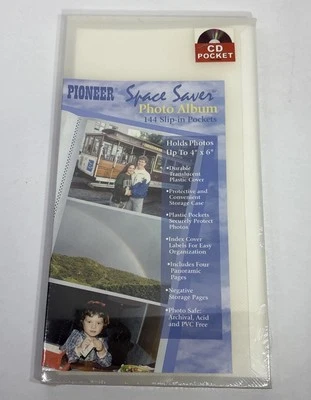 CD
POCKET
PIONEER Space Saver™
Photo Album
144 Slip-in Pockets
Holds Photos
Up To 4" x 6"
•Durable
Translucent
Plastic Cover
•Protective and
Convenient
Storage Case
•Plastic Pockets
Securely Protect
Photos
•Index Cover
Labels For Easy
Organization
•Includes Four
Panoramic
Pages
•Negative
Storage Pages
•Photo Safe:
Archival, Acid
and PVC Free